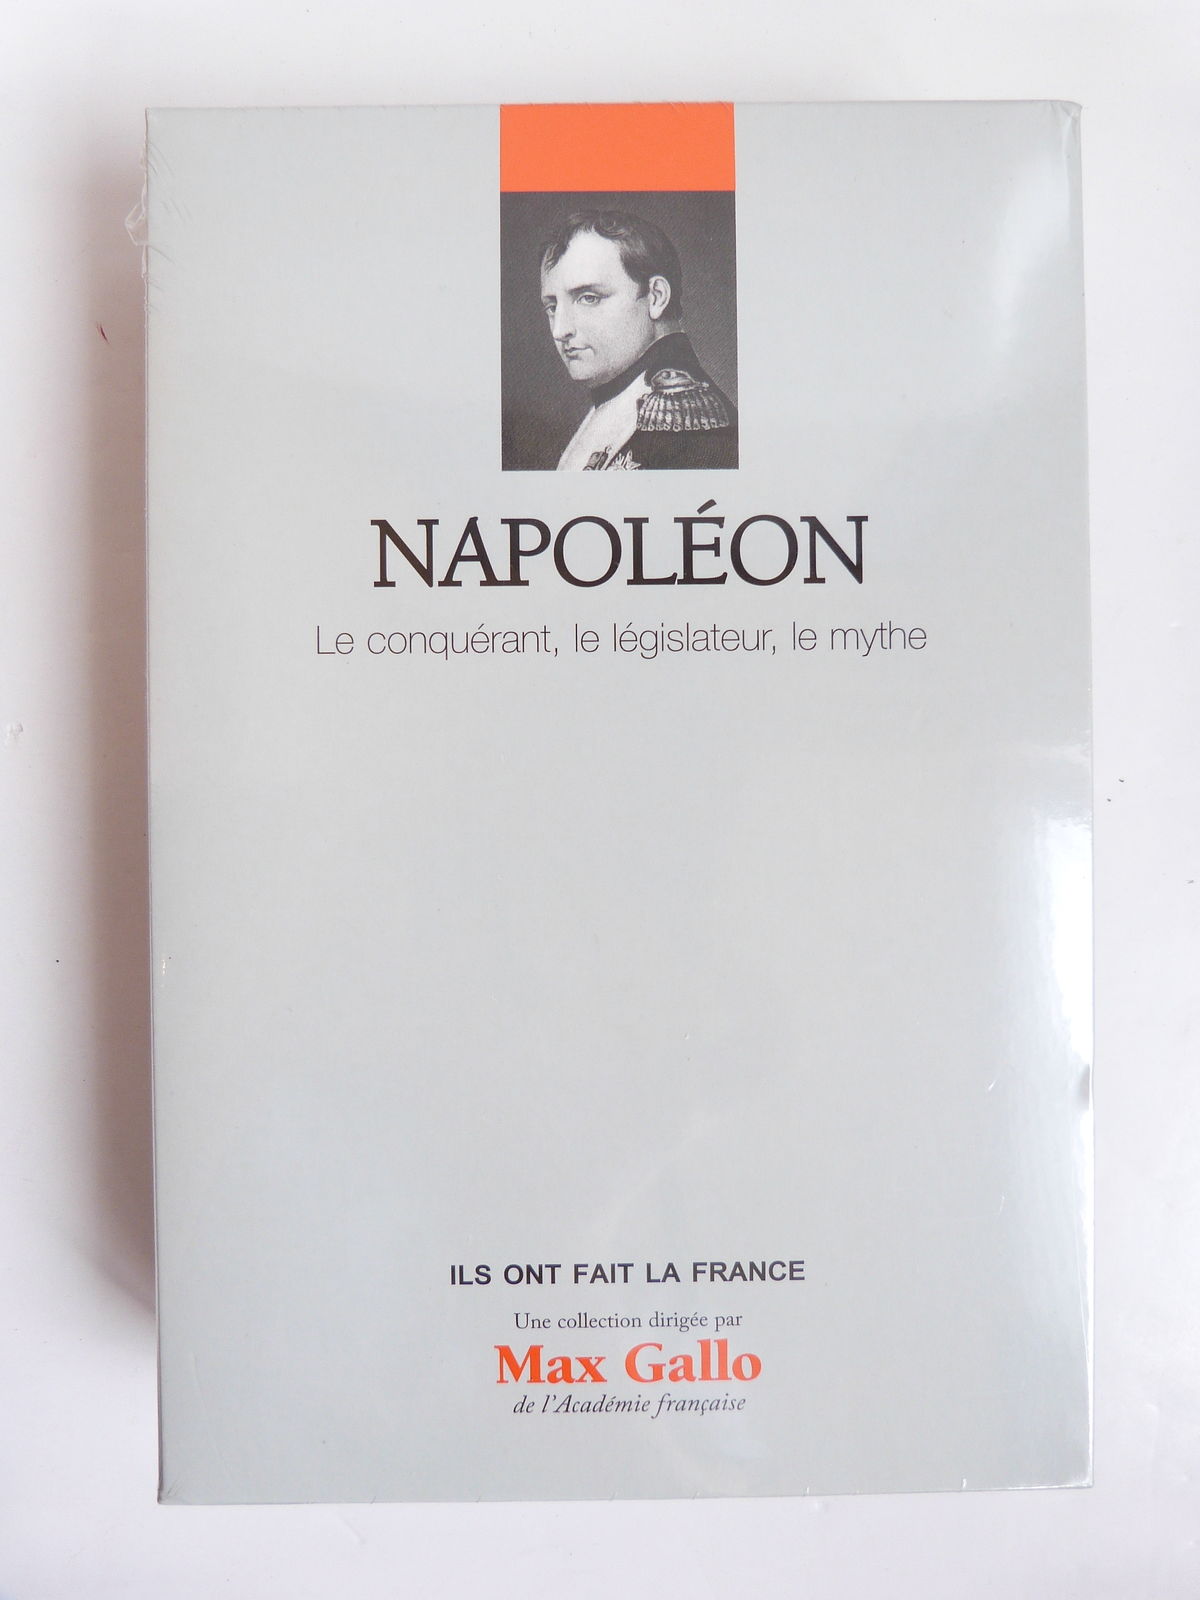 NAPOLÉON
Le conquérant, le législateur, le mythe
ILS ONT FAIT LA FRANCE
Une collection dirigée par
Max Gallo
de l'Académie française